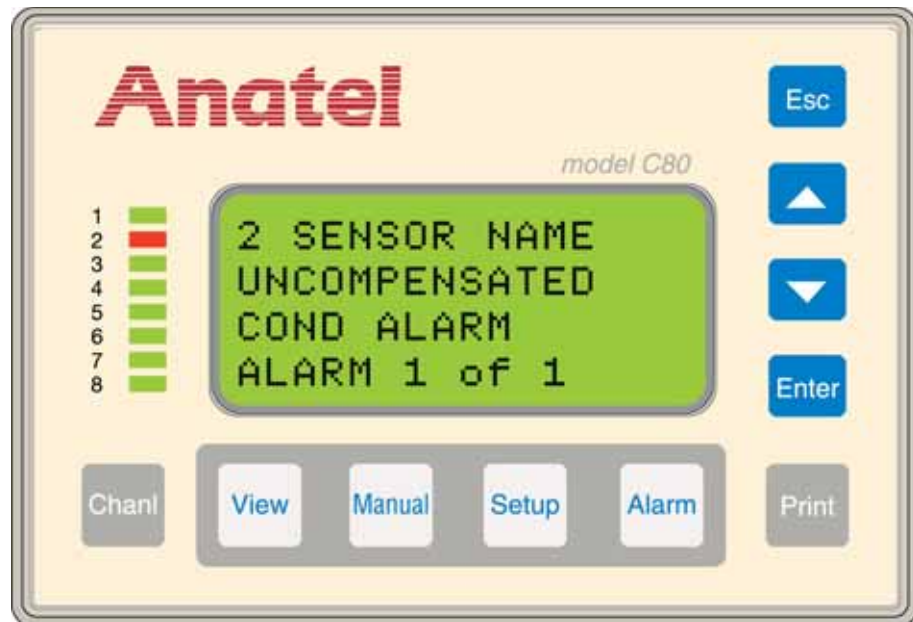 Anatel
model C80
Esc
1
2
3
4
5
6
7
8
2 SENSOR NAME
UNCOMPENSATED
COND ALARM
ALARM 1 of 1
Enter
Chanl
View
Manual
Setup
Alarm
Print